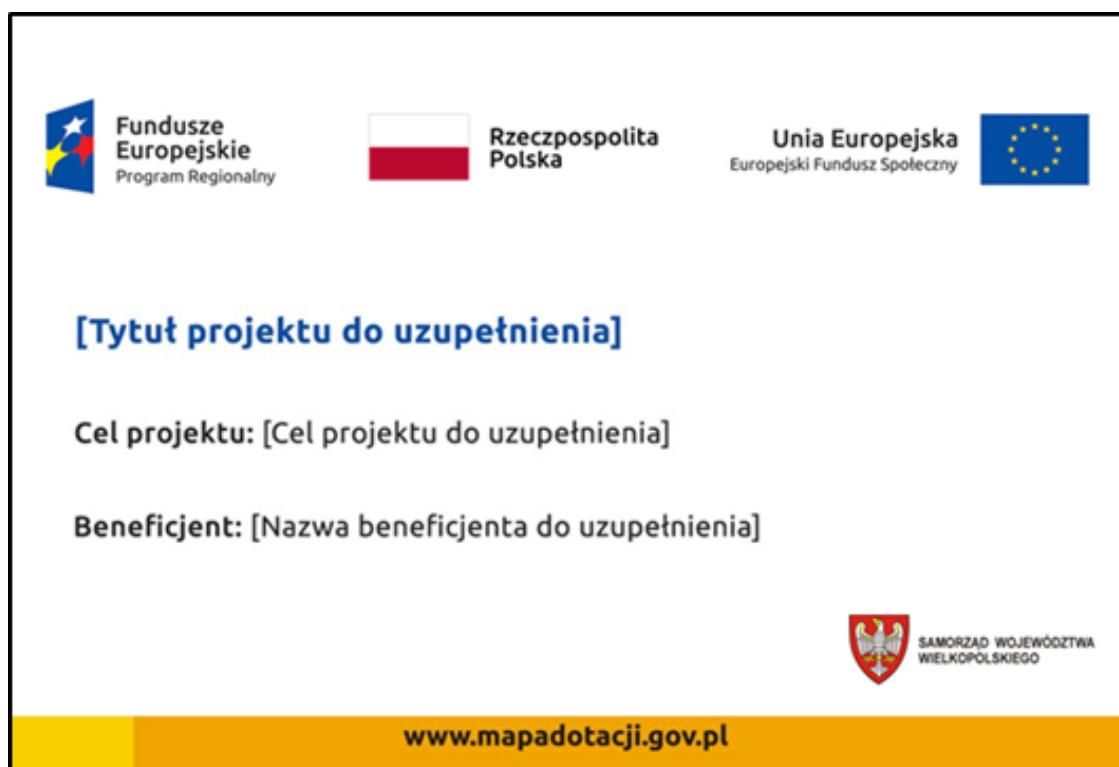 Fundusze
Europejskie
Program Regionalny
Rzeczpospolita
Polska
Unia Europejska
Europejski Fundusz Społeczny
[Tytuł projektu do uzupełnienia]
Cel projektu: [Cel projektu do uzupełnienia]
Beneficjent: [Nazwa beneficjenta do uzupełnienia]
SAMORZĄD WOJEWÓDZTWA
WIELKOPOLSKIEGO
www.mapadotacji.gov.pl